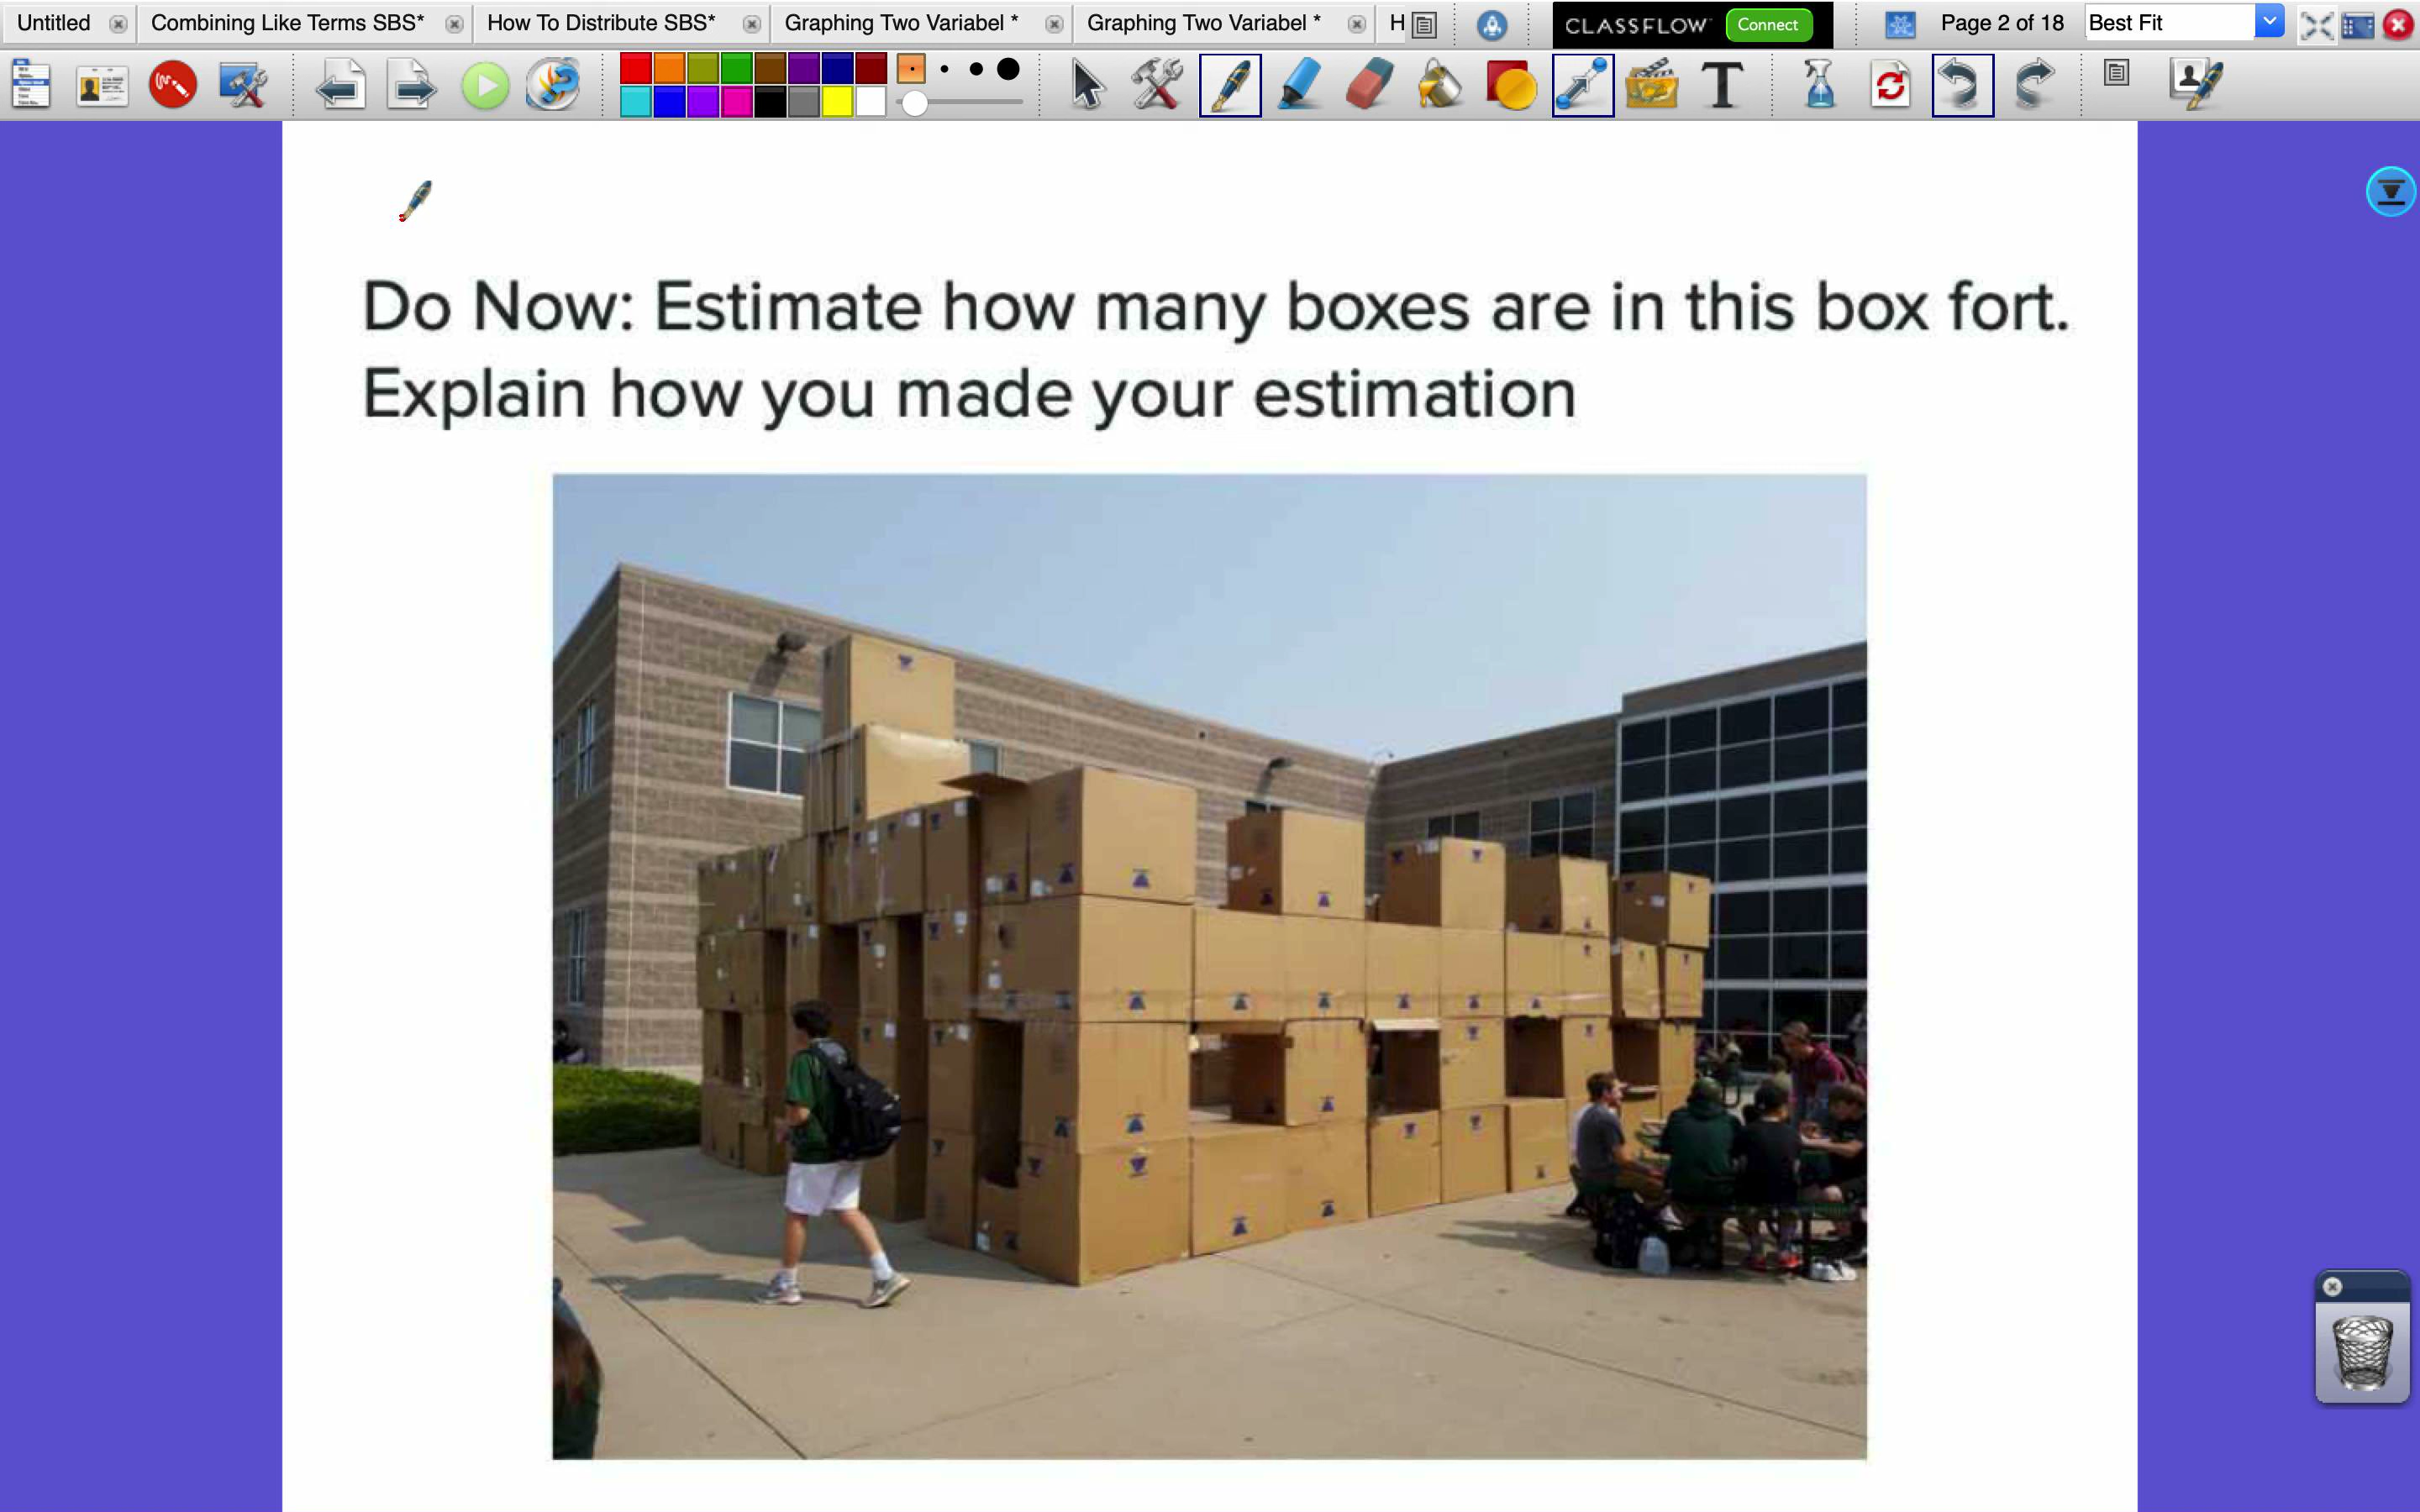 Untitled
Combining Like Terms SBS*
How To Distribute SBS*
Graphing Two Variabel *
Graphing Two Variabel *
H
CLASSFLOW
Connect
Page 2 of 18
Best Fit
T
Do Now: Estimate how many boxes are in this box fort.
Explain how you made your estimation